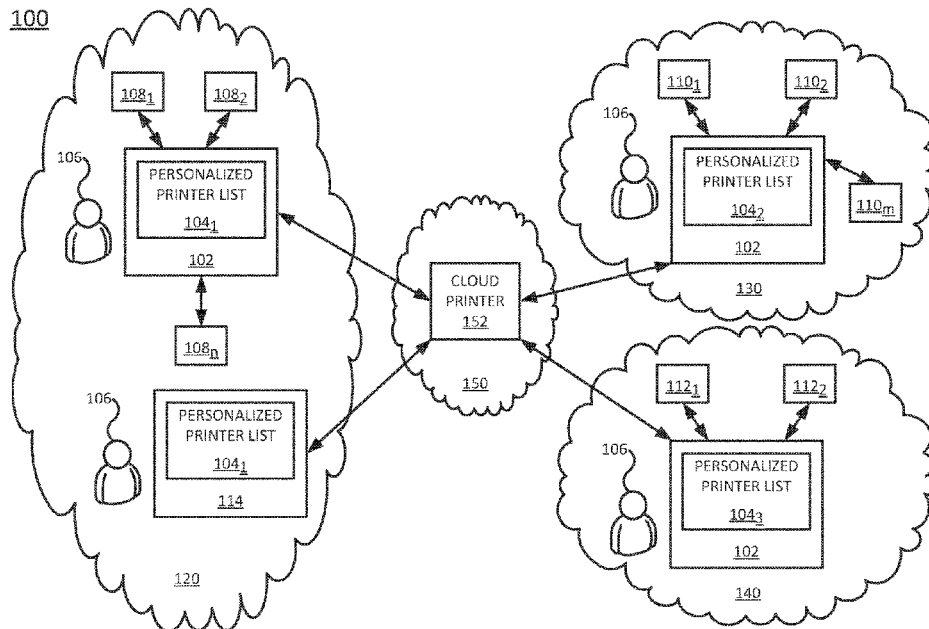 100
108₁
108₂
106
PERSONALIZED
PRINTER LIST
104₁
102
108ₙ
106
PERSONALIZED
PRINTER LIST
104₁
114
120
CLOUD
PRINTER
152
150
110₁
110₂
106
PERSONALIZED
PRINTER LIST
104₂
102
110ₘ
130
112₁
112₂
106
PERSONALIZED
PRINTER LIST
104₃
102
140